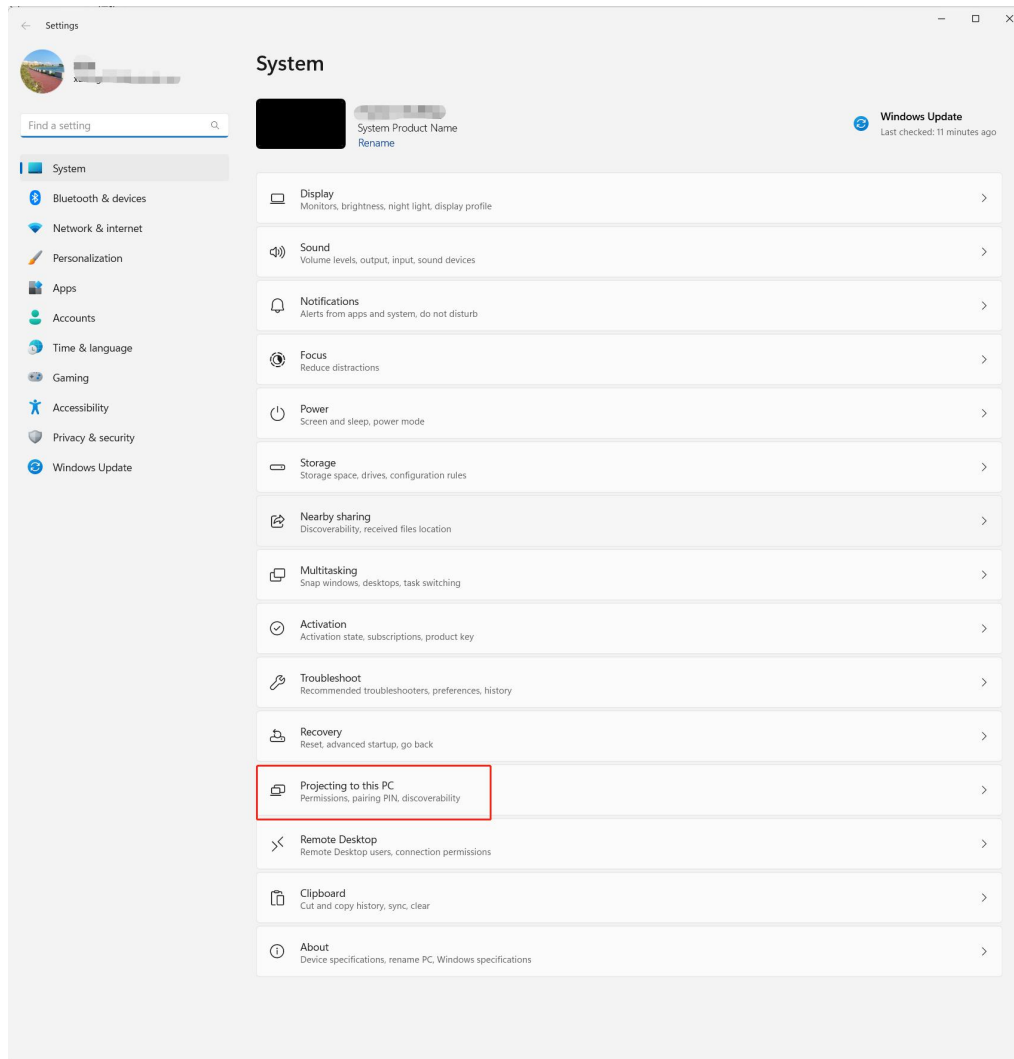 Settings
System
System Product Name
Rename
Windows Update
Last checked: 11 minutes ago
Find a setting
System
Bluetooth & devices
Network & internet
Personalization
Apps
Accounts
Time & language
Gaming
Accessibility
Privacy & security
Windows Update
Display
Monitors, brightness, night light, display profile
Sound
Volume levels, output, input, sound devices
Notifications
Alerts from apps and system, do not disturb
Focus
Reduce distractions
Power
Screen and sleep, power mode
Storage
Storage space, drives, configuration rules
Nearby sharing
Discoverability, received files location
Multitasking
Snap windows, desktops, task switching
Activation
Activation state, subscriptions, product key
Troubleshoot
Recommended troubleshooters, preferences, history
Recovery
Reset, advanced startup, go back
Projecting to this PC
Permissions, pairing PIN, discoverability
Remote Desktop
Remote Desktop users, connection permissions
Clipboard
Cut and copy history, sync, clear
About
Device specifications, rename PC, Windows specifications